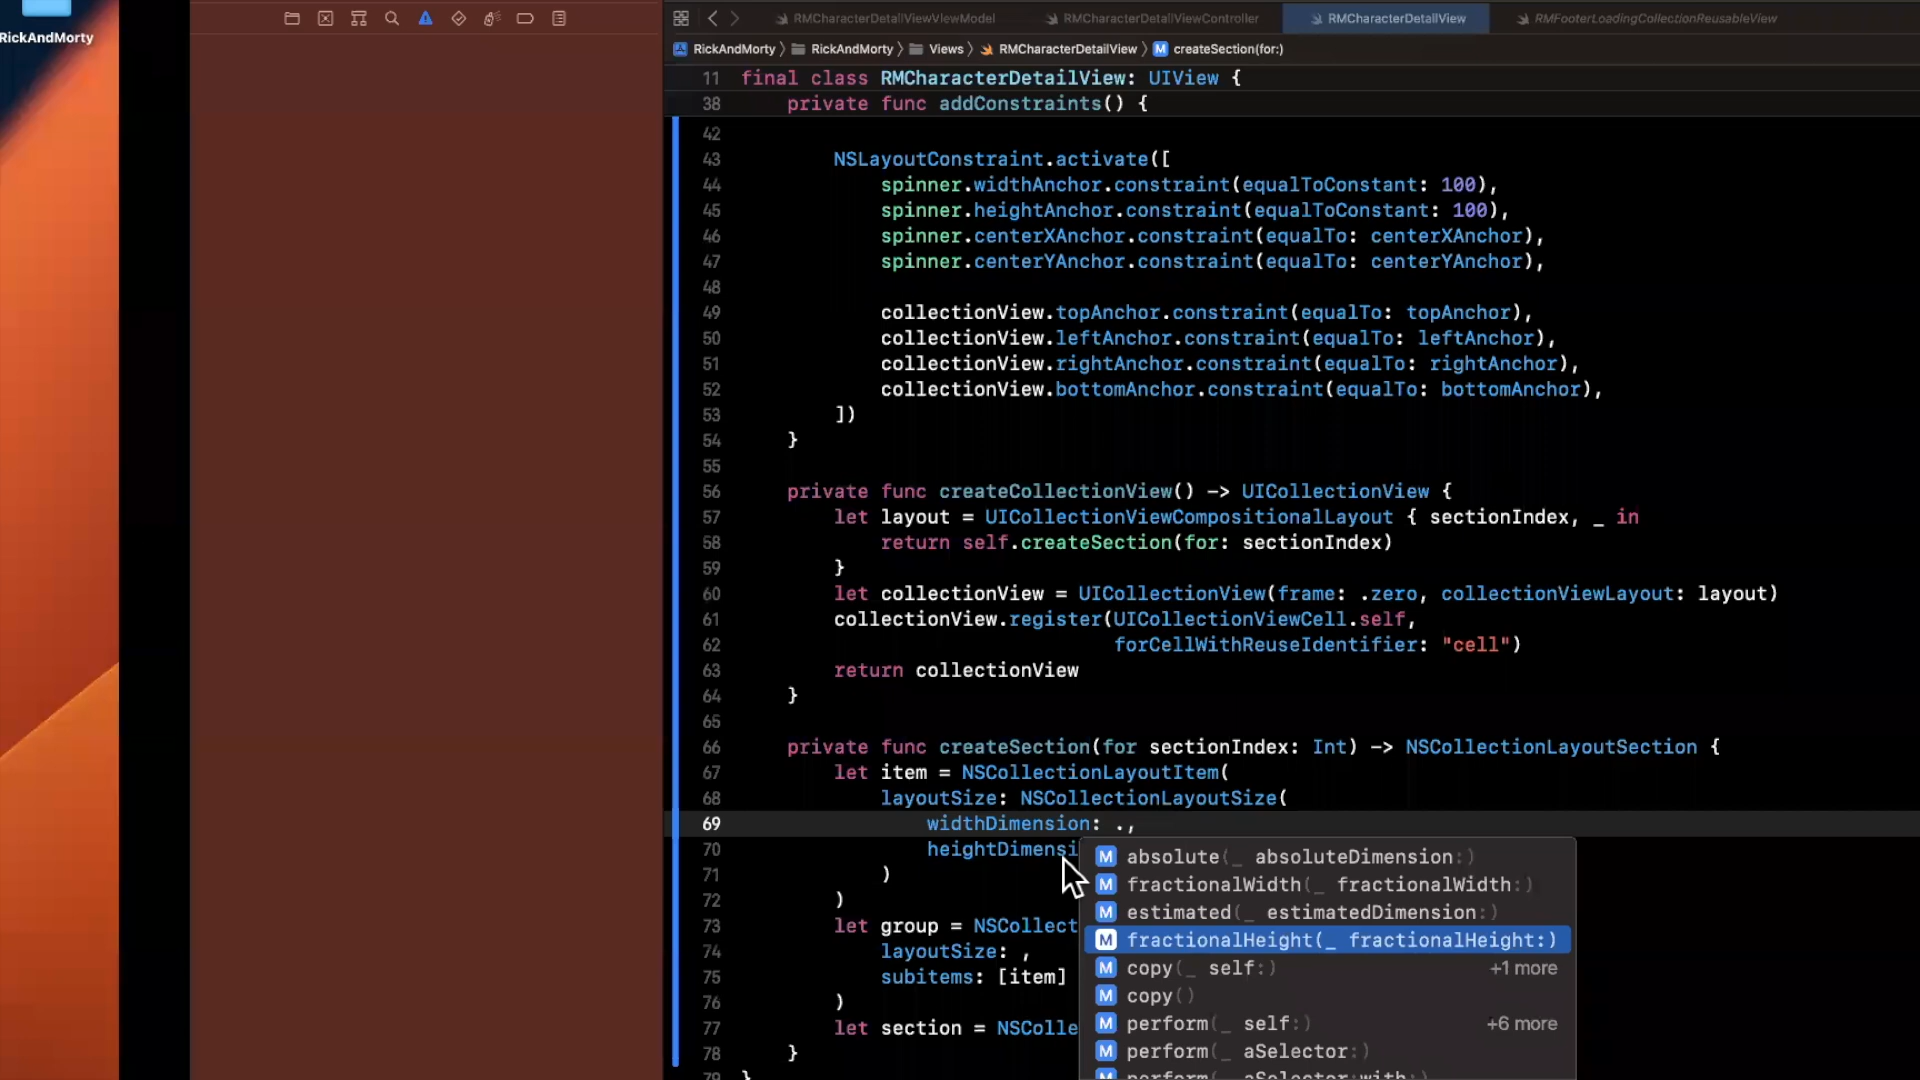 RickAndMorty
RMCharacterDetailViewViewModel
RMCharacterDetailViewController
RMCharacterDetailView
RMFooterLoadingCollectionReusableView
RickAndMorty
RickAndMorty
Views
RMCharacterDetailView
M createSection(for:)
11 final class RMCharacterDetailView: UIView {
38 private func addConstraints() {
42
43 NSLayoutConstraint.activate([
44 spinner.widthAnchor.constraint(equalToConstant: 100),
45 spinner.heightAnchor.constraint(equalToConstant: 100),
46 spinner.centerXAnchor.constraint(equalTo: centerXAnchor),
47 spinner.centerYAnchor.constraint(equalTo: centerYAnchor),
48
49 collectionView.topAnchor.constraint(equalTo: topAnchor),
50 collectionView.leftAnchor.constraint(equalTo: leftAnchor),
51 collectionView.rightAnchor.constraint(equalTo: rightAnchor),
52 collectionView.bottomAnchor.constraint(equalTo: bottomAnchor),
53 ])
54 }
55
56 private func createCollectionView() -> UICollectionView {
57 let layout = UICollectionViewCompositionalLayout { sectionIndex, _ in
58 return self.createSection(for: sectionIndex)
59 }
60 let collectionView = UICollectionView(frame: .zero, collectionViewLayout: layout)
61 collectionView.register(UICollectionViewCell.self,
62 forCellWithReuseIdentifier: "cell")
63 return collectionView
64 }
65
66 private func createSection(for sectionIndex: Int) -> NSCollectionLayoutSection {
67 let item = NSCollectionLayoutItem(
68 layoutSize: NSCollectionLayoutSize(
69 widthDimension: .,
70 heightDimensi
71 )
72 )
73 let group = NSCollect
74 layoutSize: ,
75 subitems: [item]
76 )
77 let section = NSColle
78 }
79 }
M absolute(_ absoluteDimension:)
M fractionalWidth(_ fractionalWidth:)
M estimated(_ estimatedDimension:)
M fractionalHeight(_ fractionalHeight:)
M copy(_ self:) +1 more
M copy()
M perform(_ self:) +6 more
M perform(_ aSelector:)
M perform(_ aSelector:with:)